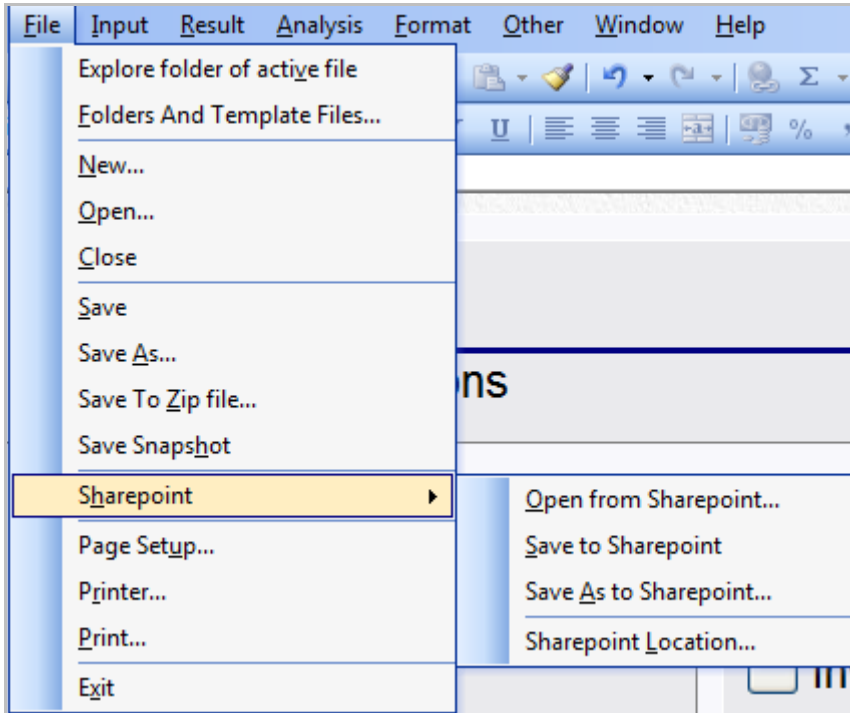 File Input Result Analysis Format Other Window Help
Explore folder of active file
Folders And Template Files...
U %
New...
Open...
Close
Save
Save As...
ons
Save To Zip file...
Save Snapshot
Sharepoint
Open from Sharepoint...
Page Setup...
Save to Sharepoint
Printer...
Save As to Sharepoint...
Print...
Sharepoint Location...
Exit